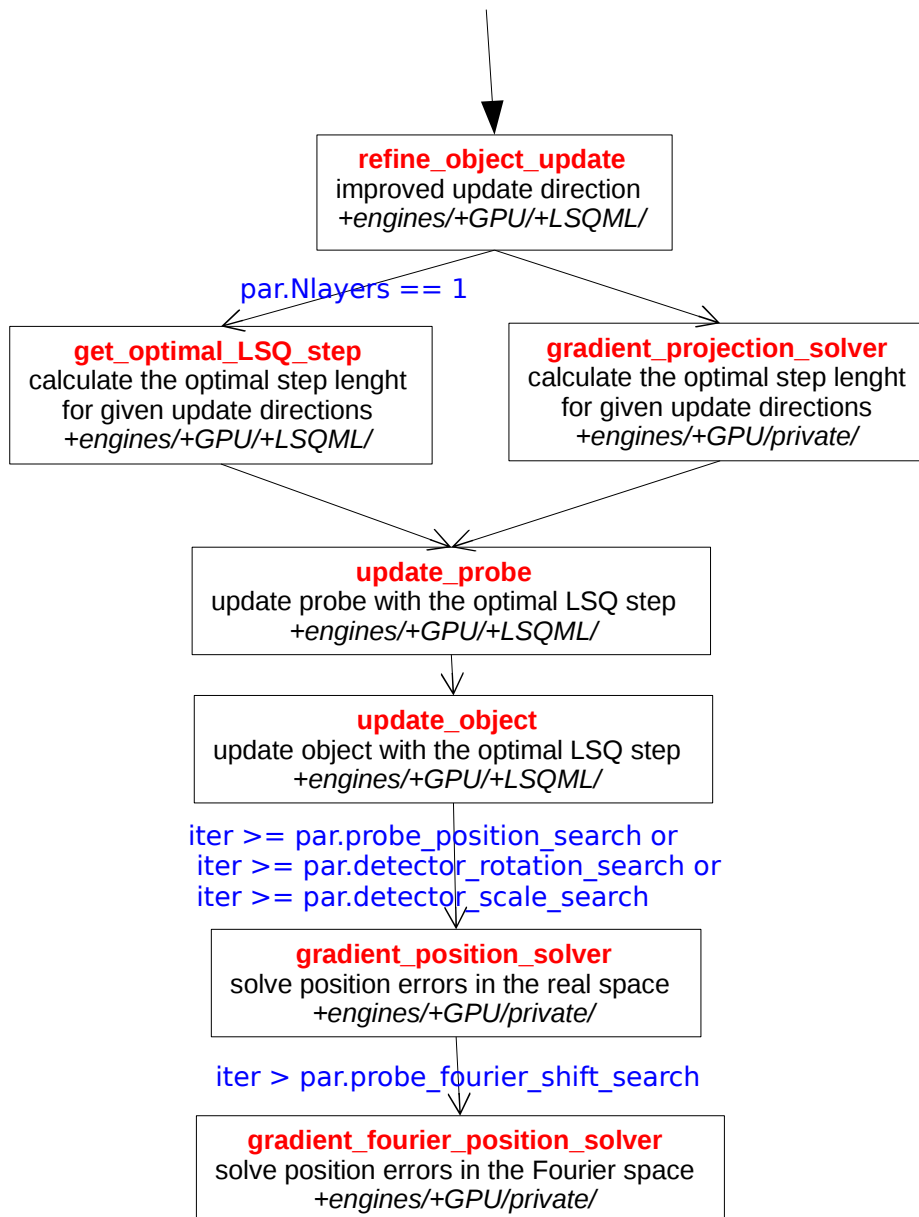 refine_object_update
improved update direction
+engines/+GPU/+LSQML/
par.Nlayers == 1
get_optimal_LSQ_step
calculate the optimal step lenght
for given update directions
+engines/+GPU/+LSQML/
gradient_projection_solver
calculate the optimal step lenght
for given update directions
+engines/+GPU/private/
update_probe
update probe with the optimal LSQ step
+engines/+GPU/+LSQML/
update_object
update object with the optimal LSQ step
+engines/+GPU/+LSQML/
iter >= par.probe_position_search or
iter >= par.detector_rotation_search or
iter >= par.detector_scale_search
gradient_position_solver
solve position errors in the real space
+engines/+GPU/private/
iter > par.probe_fourier_shift_search
gradient_fourier_position_solver
solve position errors in the Fourier space
+engines/+GPU/private/